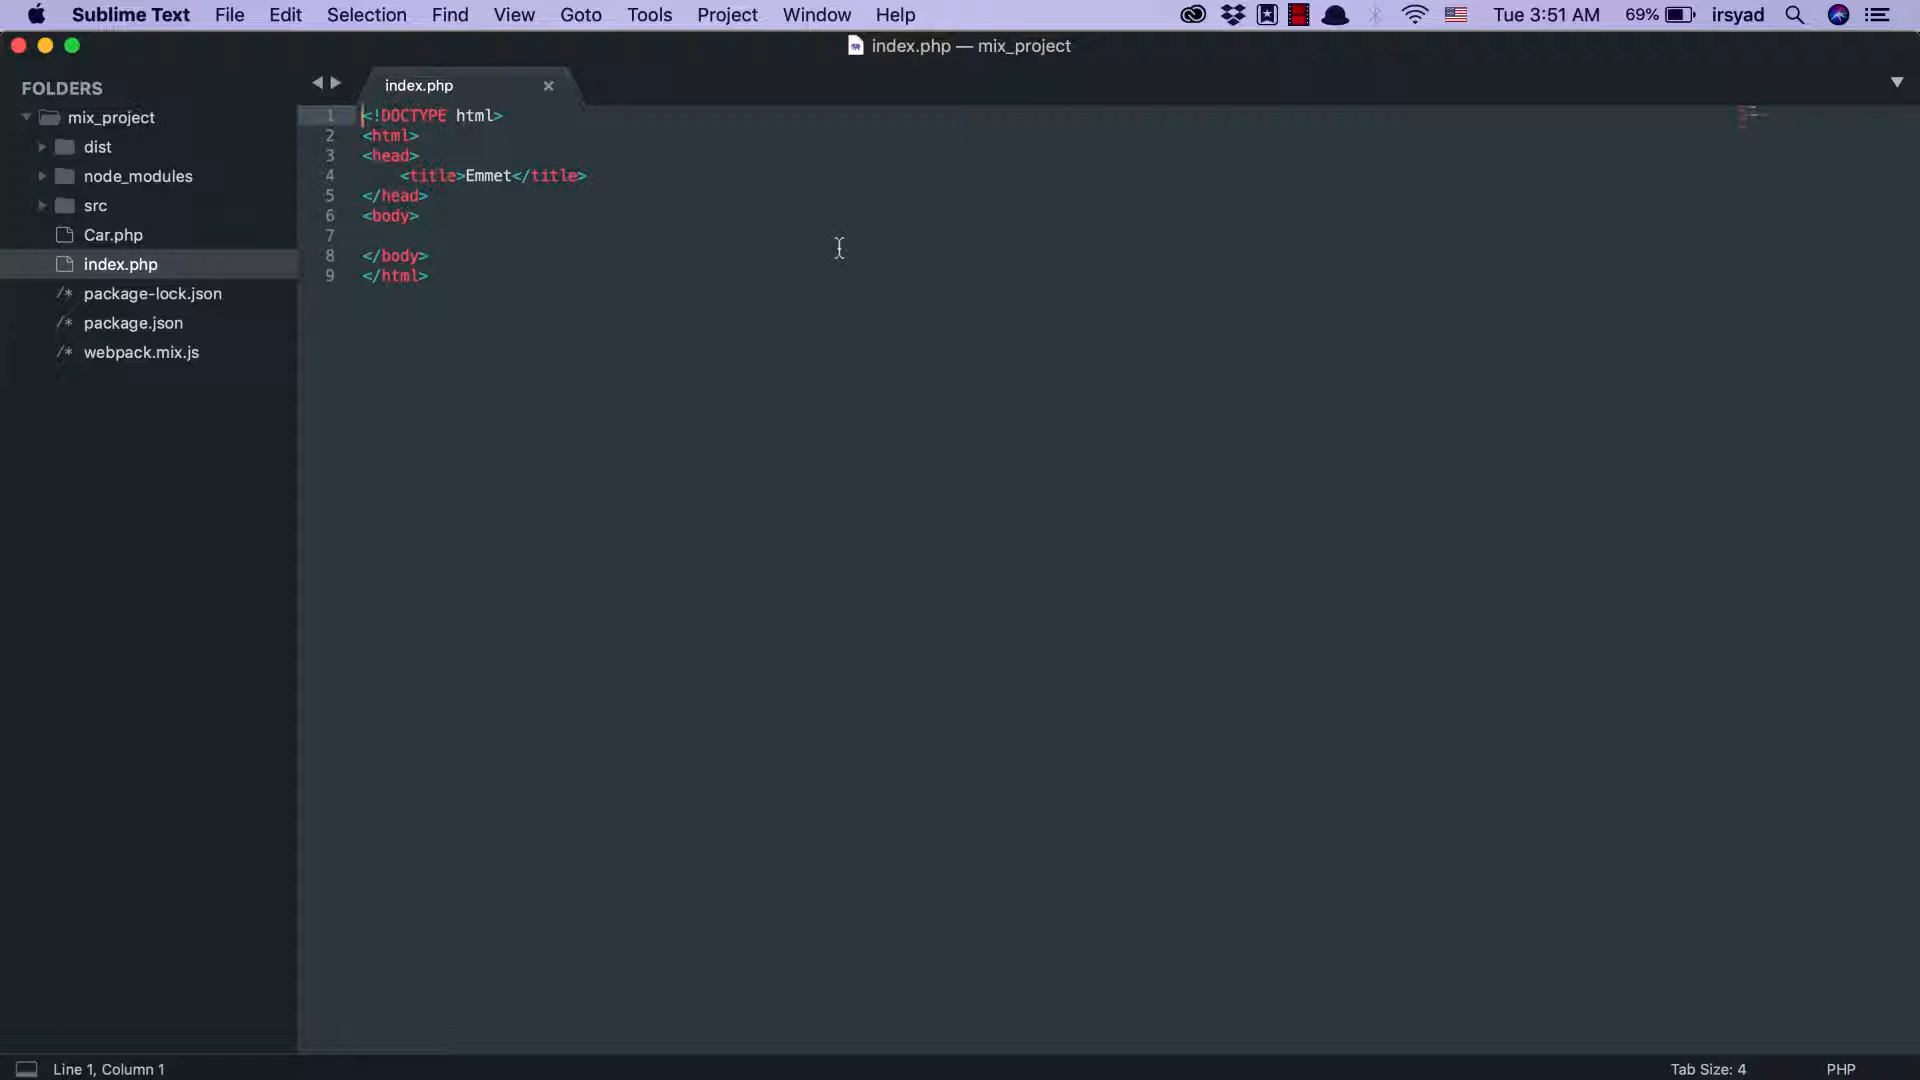 Sublime Text File Edit Selection Find View Goto Tools Project Window Help Tue 3:51 AM 69% irsyad
index.php — mix_project
FOLDERS
mix_project
dist
node_modules
src
Car.php
index.php
/* package-lock.json
/* package.json
/* webpack.mix.js
index.php ×
1 <!DOCTYPE html>
2 <html>
3 <head>
4     <title>Emmet</title>
5 </head>
6 <body>
7
8 </body>
9 </html>
Line 1, Column 1 Tab Size: 4 PHP